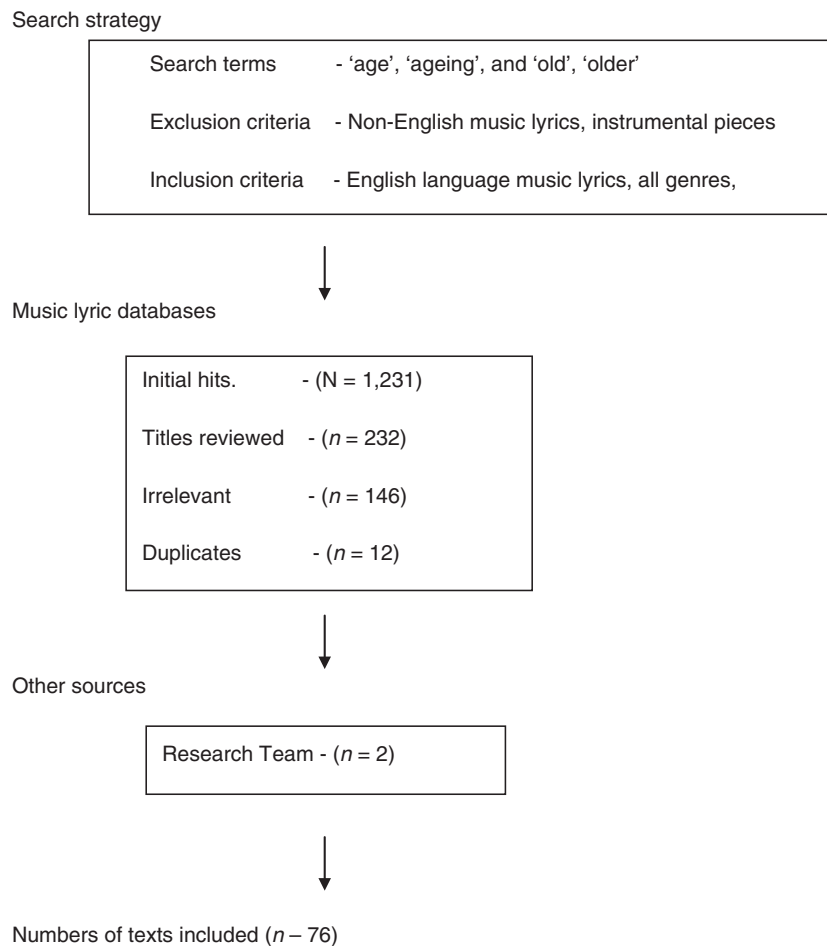 Search strategy
Search terms - ‘age’, ‘ageing’, and ‘old’, ‘older’
Exclusion criteria - Non-English music lyrics, instrumental pieces
Inclusion criteria - English language music lyrics, all genres,
Music lyric databases
Initial hits. - (N = 1,231)
Titles reviewed - (n = 232)
Irrelevant - (n = 146)
Duplicates - (n = 12)
Other sources
Research Team - (n = 2)
Numbers of texts included (n – 76)